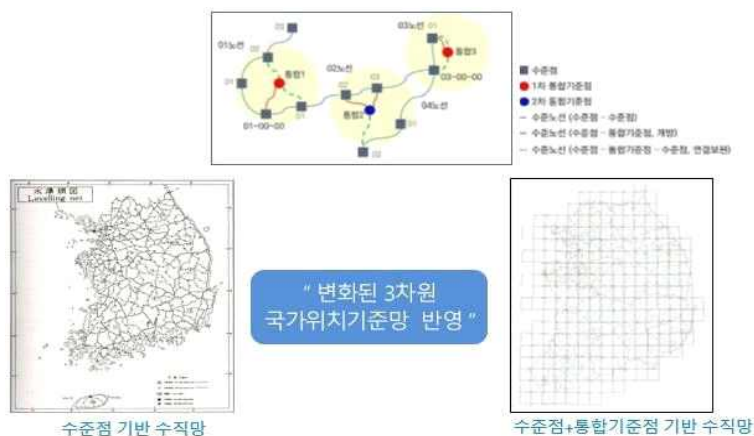 03노선
01
통합3
01노선
02
통합1
02노선
03
03-00-00
02
04노선
통합2
01-00-00
수준점
1차 통합기준점
2차 통합기준점
수준노선 (수준점 - 수준점)
수준노선 (수준점 - 통합기준점, 개방)
수준노선 (수준점 - 통합기준점 - 수준점, 연결보완)
水準網図
Levelling net
" 변화된 3차원
국가위치기준망 반영 "
수준점 기반 수직망
수준점+통합기준점 기반 수직망